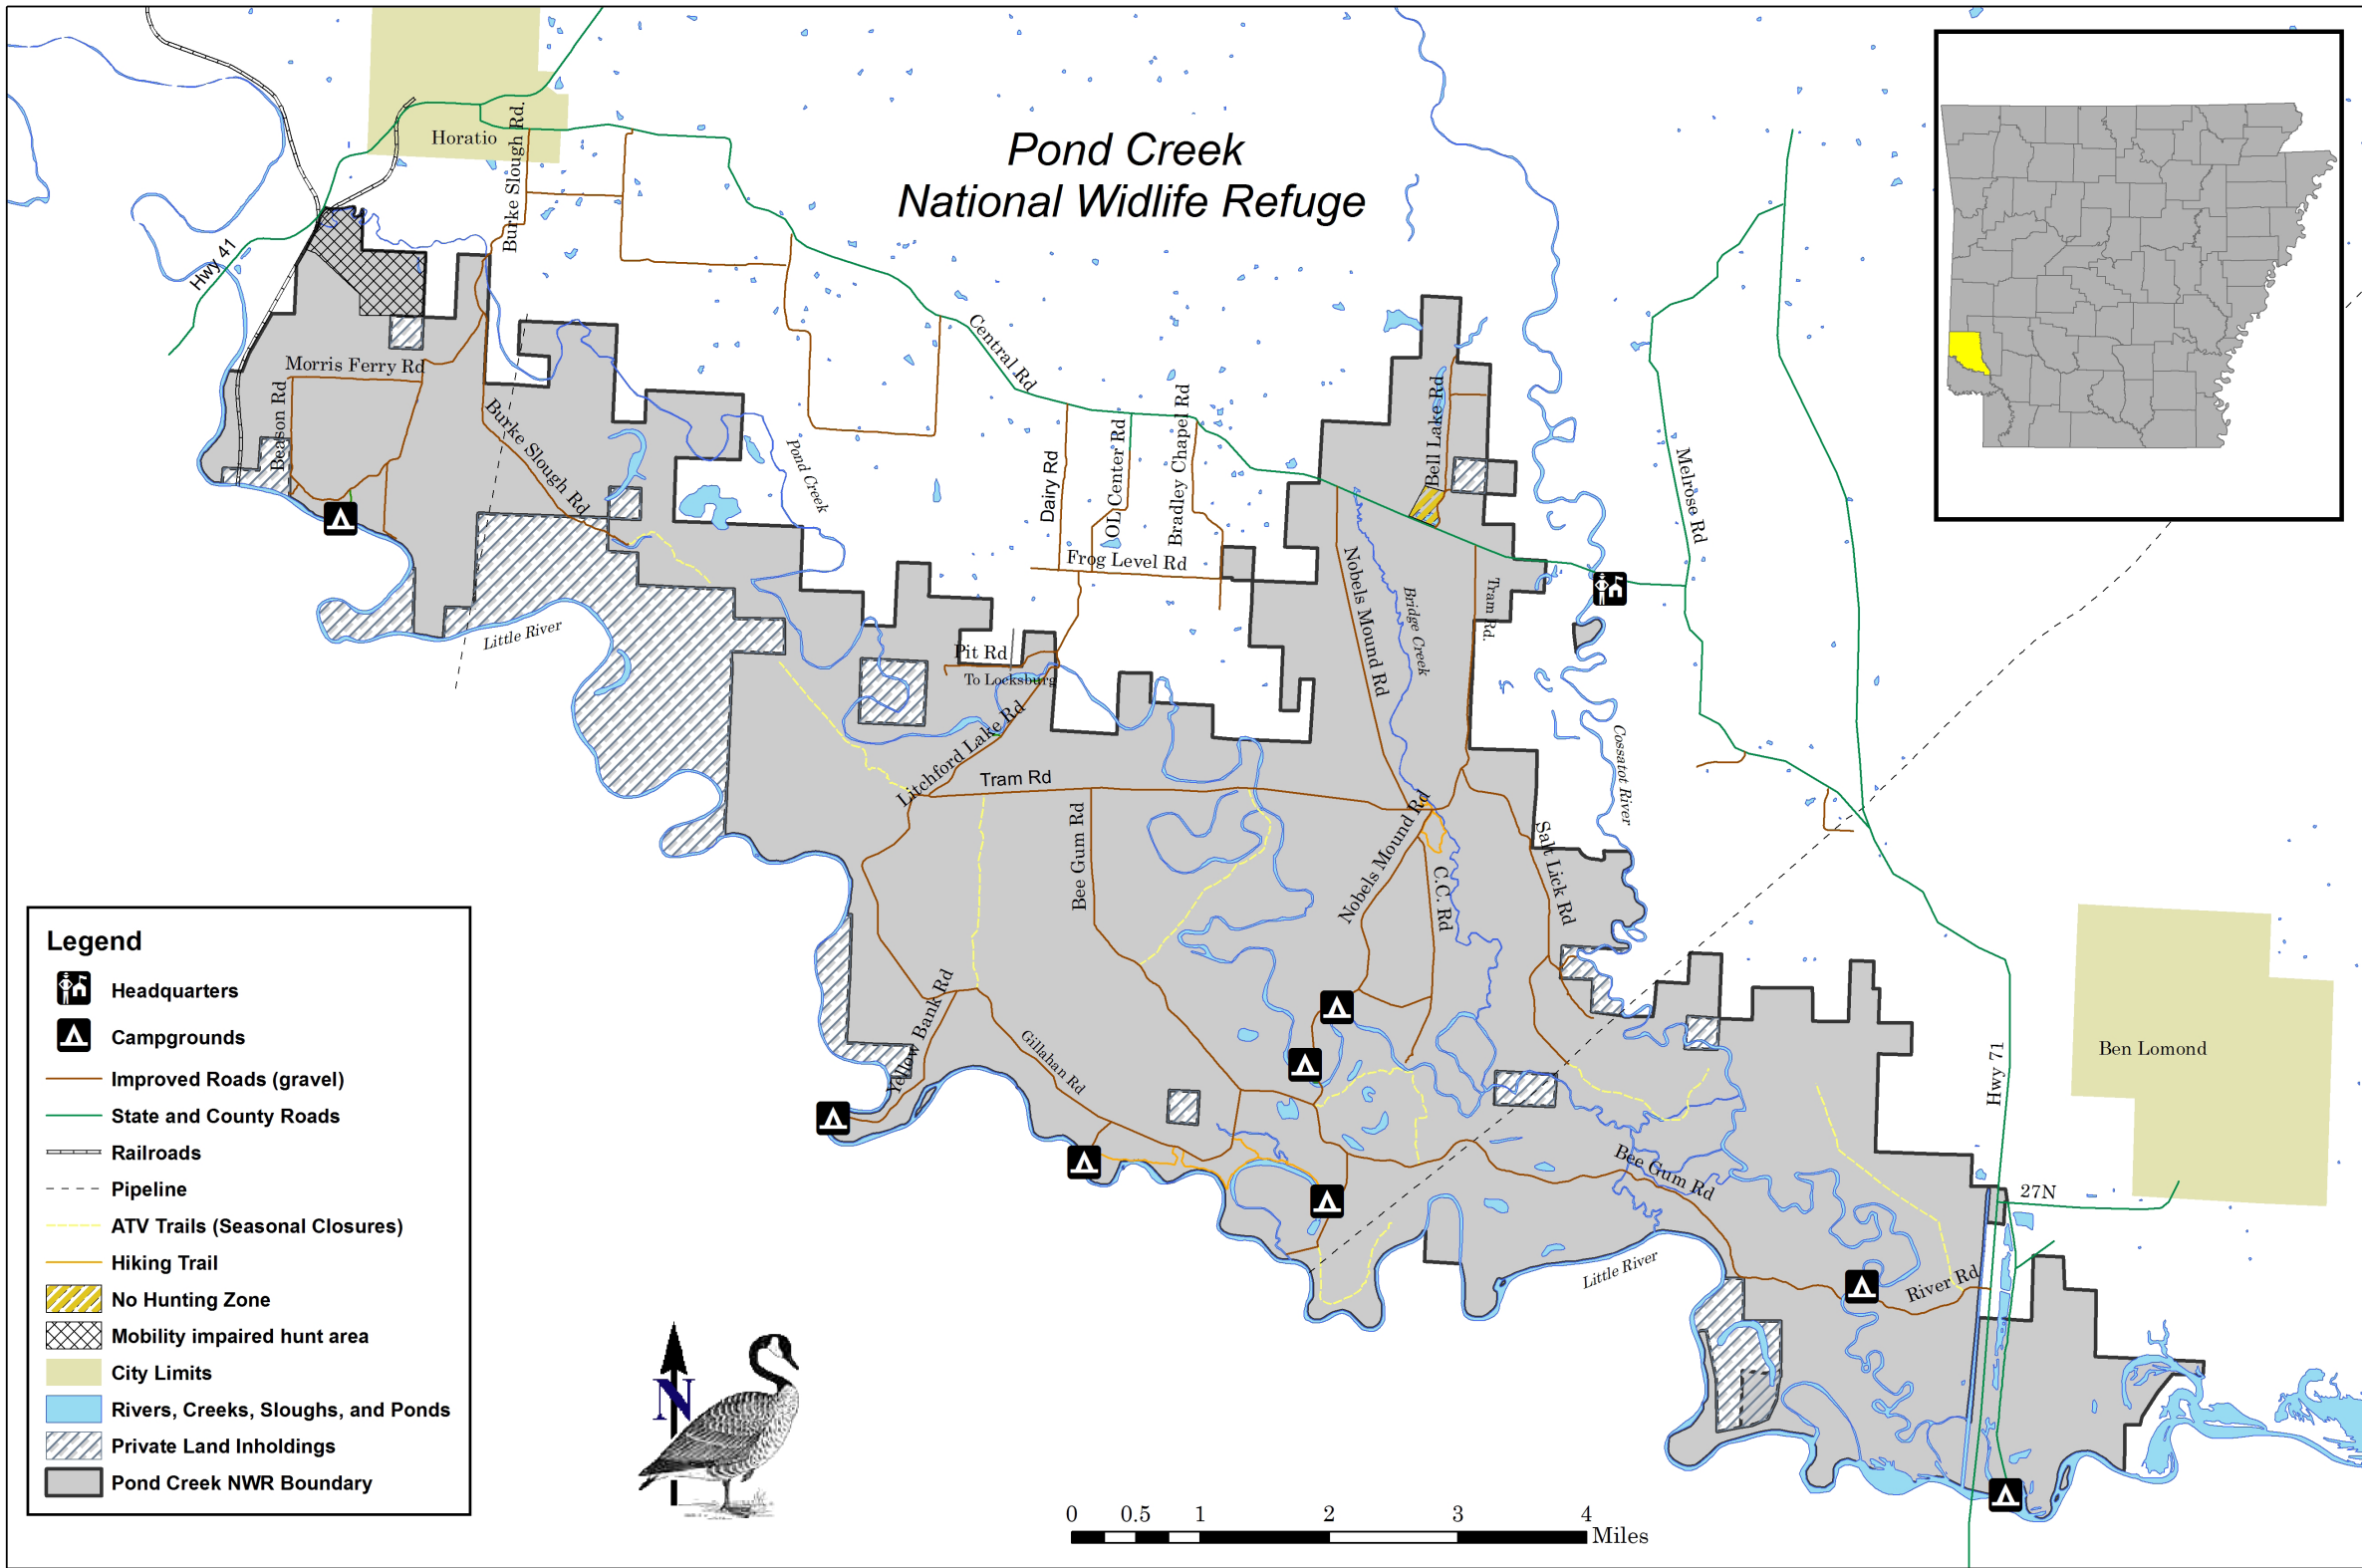 Pond Creek
National Widlife Refuge
Horatio
Burke Slough Rd.
Hwy 41
Morris Ferry Rd
Beason Rd
Burke Slough Rd
Pond Creek
Central Rd
Dairy Rd
OL Center Rd
Bradley Chapel Rd
Frog Level Rd
Bell Lake Rd
Nobels Mound Rd
Bridge Creek
Tram Rd.
Melrose Rd
Cossatot River
Little River
Pit Rd
To Locksburg
Litchford Lake Rd
Tram Rd
Bee Gum Rd
Nobels Mound Rd
C.C. Rd
Salt Lick Rd
Yellow Bank Rd
Gillahan Rd
Bee Gum Rd
Little River
River Rd
Hwy 71
27N
Ben Lomond
Legend
Headquarters
Campgrounds
Improved Roads (gravel)
State and County Roads
Railroads
Pipeline
ATV Trails (Seasonal Closures)
Hiking Trail
No Hunting Zone
Mobility impaired hunt area
City Limits
Rivers, Creeks, Sloughs, and Ponds
Private Land Inholdings
Pond Creek NWR Boundary
N
0 0.5 1 2 3 4
Miles